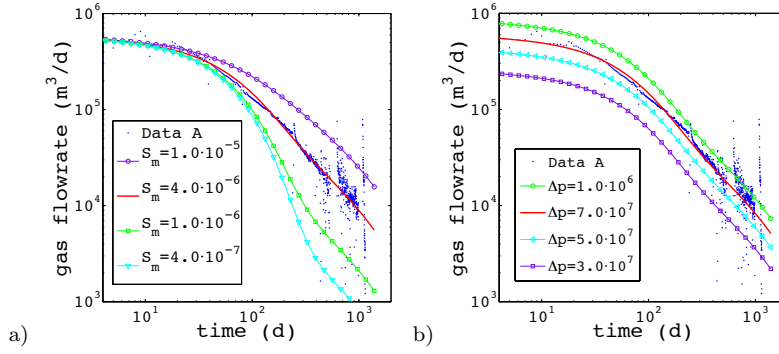 10^6
10^5
10^4
10^3
gas flowrate (m^3/d)
Data A
S_m=1.0·10^-5
S_m=4.0·10^-6
S_m=1.0·10^-6
S_m=4.0·10^-7
10^1
10^2
10^3
time (d)
a)
10^6
10^5
10^4
10^3
gas flowrate (m^3/d)
Data A
Δp=1.0·10^6
Δp=7.0·10^7
Δp=5.0·10^7
Δp=3.0·10^7
10^1
10^2
10^3
time (d)
b)